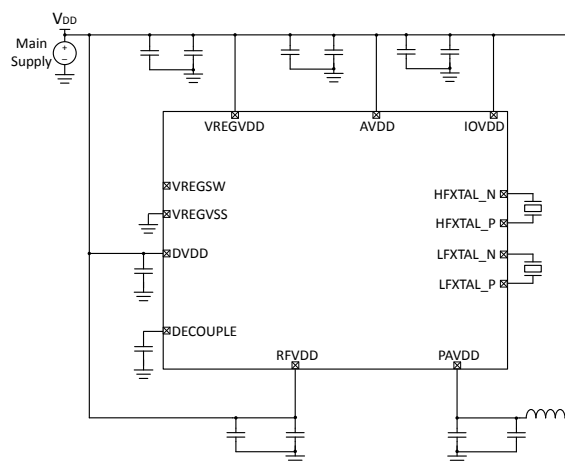 VDD
Main
Supply
+
–
VREGVDD
AVDD
IOVDD
VREGSW
VREGVSS
DVDD
DECOUPLE
HFXTAL_N
HFXTAL_P
LFXTAL_N
LFXTAL_P
RFVDD
PAVDD